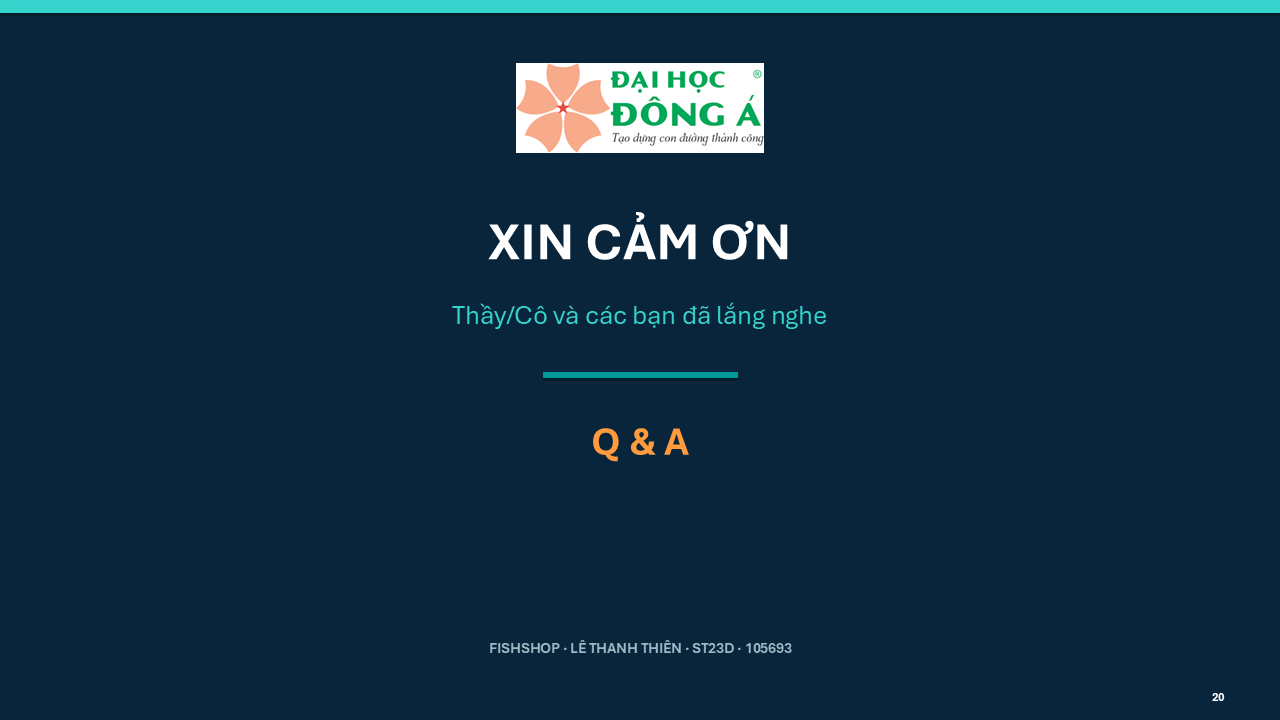 ĐẠI HỌC ®
ĐÔNG Á
Tạo dựng con đường thành công
XIN CẢM ƠN
Thầy/Cô và các bạn đã lắng nghe
Q & A
FISHSHOP · LÊ THANH THIÊN · ST23D · 105693
20